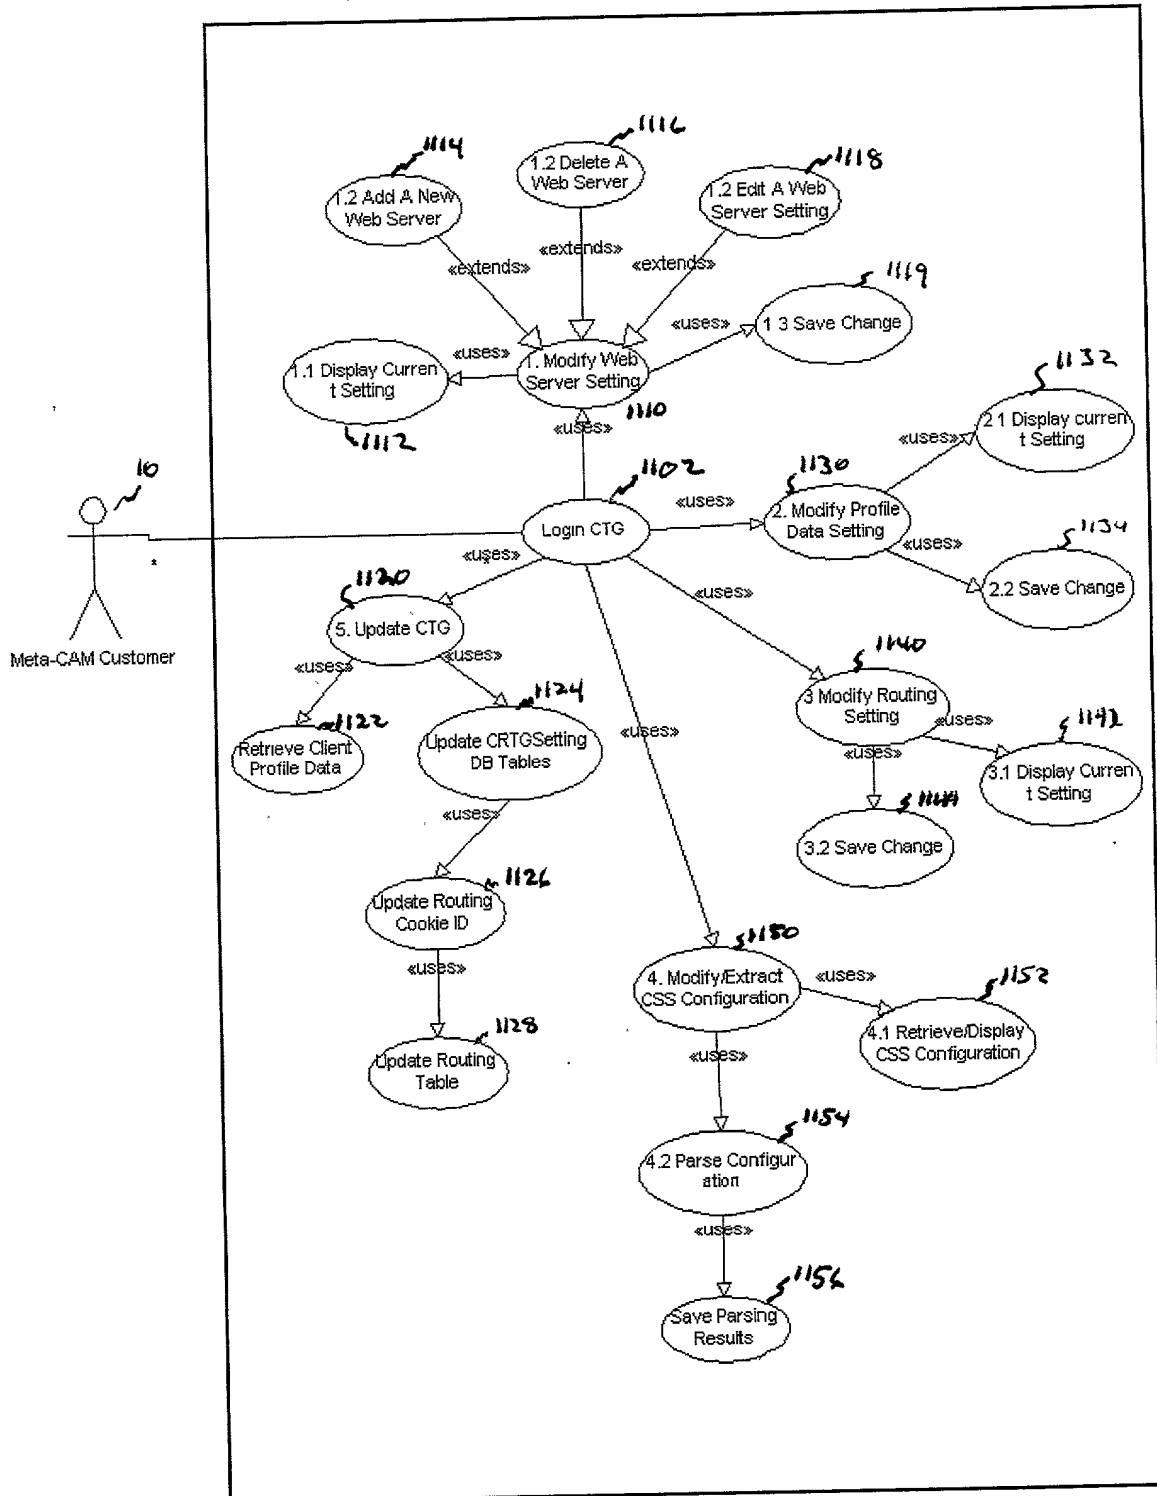 1114
1116
1118
1.2 Add A New
Web Server
1.2 Delete A
Web Server
1.2 Edit A Web
Server Setting
«extends»
«extends»
«extends»
1119
«uses»
1 3 Save Change
«uses»
1.1 Display Curren
t Setting
1. Modify Web
Server Setting
1110
1112
«uses»
1132
2 1 Display curren
t Setting
«uses»
10
1102
1130
«uses»
Login CTG
2. Modify Profile
Data Setting
*
«uses»
«uses»
1134
2.2 Save Change
1120
5. Update CTG
«uses»
Meta-CAM Customer
«uses»
«uses»
1140
3 Modify Routing
Setting
1122
1124
Retrieve Client
Profile Data
Update CRTGSetting
DB Tables
«uses»
«uses»
«uses»
1142
3.1 Display Curren
t Setting
1144
3.2 Save Change
«uses»
1126
Update Routing
Cookie ID
«uses»
1150
4. Modify/Extract
CSS Configuration
«uses»
1152
4.1 Retrieve/Display
CSS Configuration
1128
Update Routing
Table
«uses»
1154
4.2 Parse Configur
ation
«uses»
1156
Save Parsing
Results